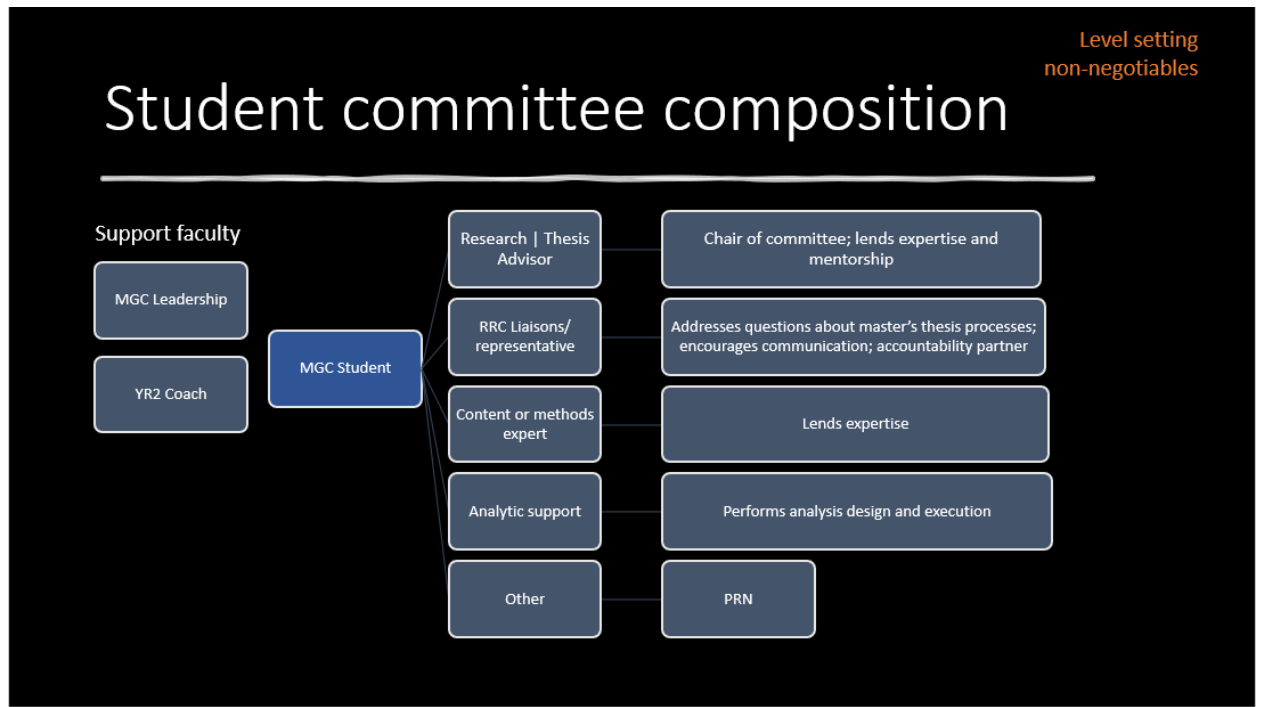 Level setting
non-negotiables
Student committee composition
Support faculty
MGC Leadership
YR2 Coach
MGC Student
Research | Thesis
Advisor
Chair of committee; lends expertise and
mentorship
RRC Liaisons/
representative
Addresses questions about master’s thesis processes;
encourages communication; accountability partner
Content or methods
expert
Lends expertise
Analytic support
Performs analysis design and execution
Other
PRN